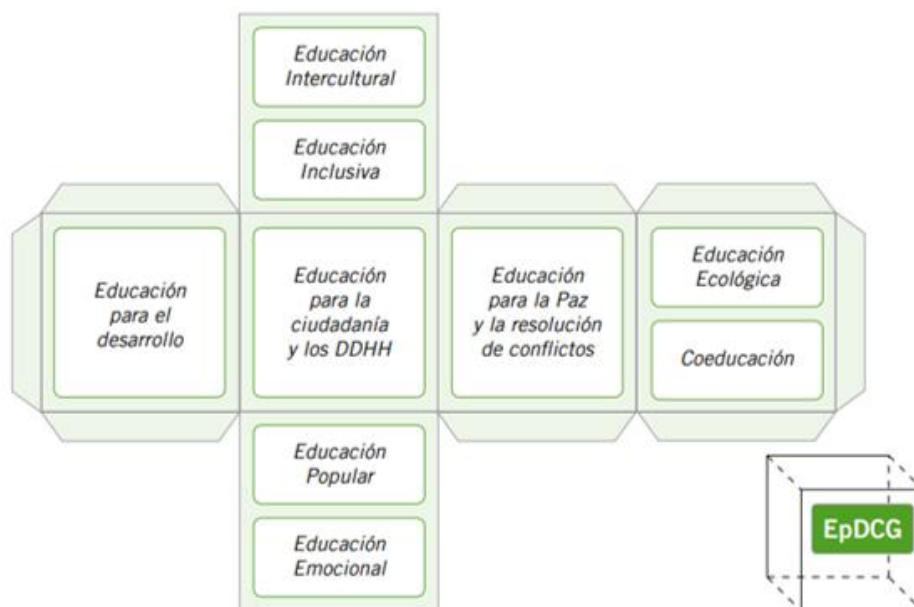 Educación
Intercultural
Educación
Inclusiva
Educación
para el
desarrollo
Educación
para la
ciudadanía
y los DDHH
Educación
para la Paz
y la resolución
de conflictos
Educación
Ecológica
Coeducación
Educación
Popular
Educación
Emocional
EpDCG